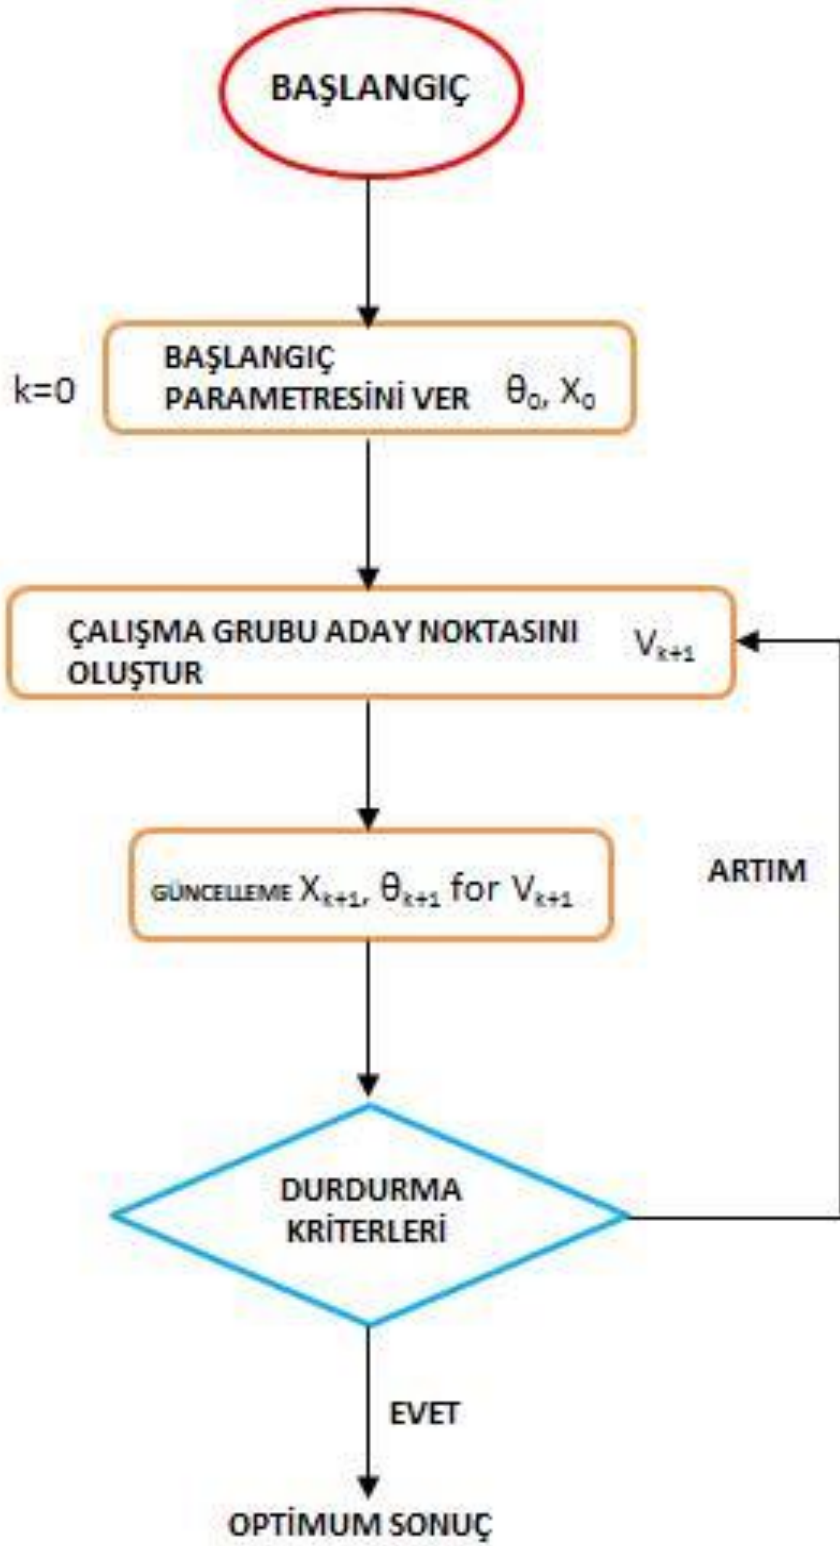 BAŞLANGIÇ
k=0
BAŞLANGIÇ
PARAMETRESİNİ VER θ₀, X₀
ÇALIŞMA GRUBU ADAY NOKTASINI
OLUŞTUR
Vₖ₊₁
GÜNCELLEME Xₖ₊₁, θₖ₊₁ for Vₖ₊₁
ARTIM
DURDURMA
KRİTERLERİ
EVET
OPTİMUM SONUÇ